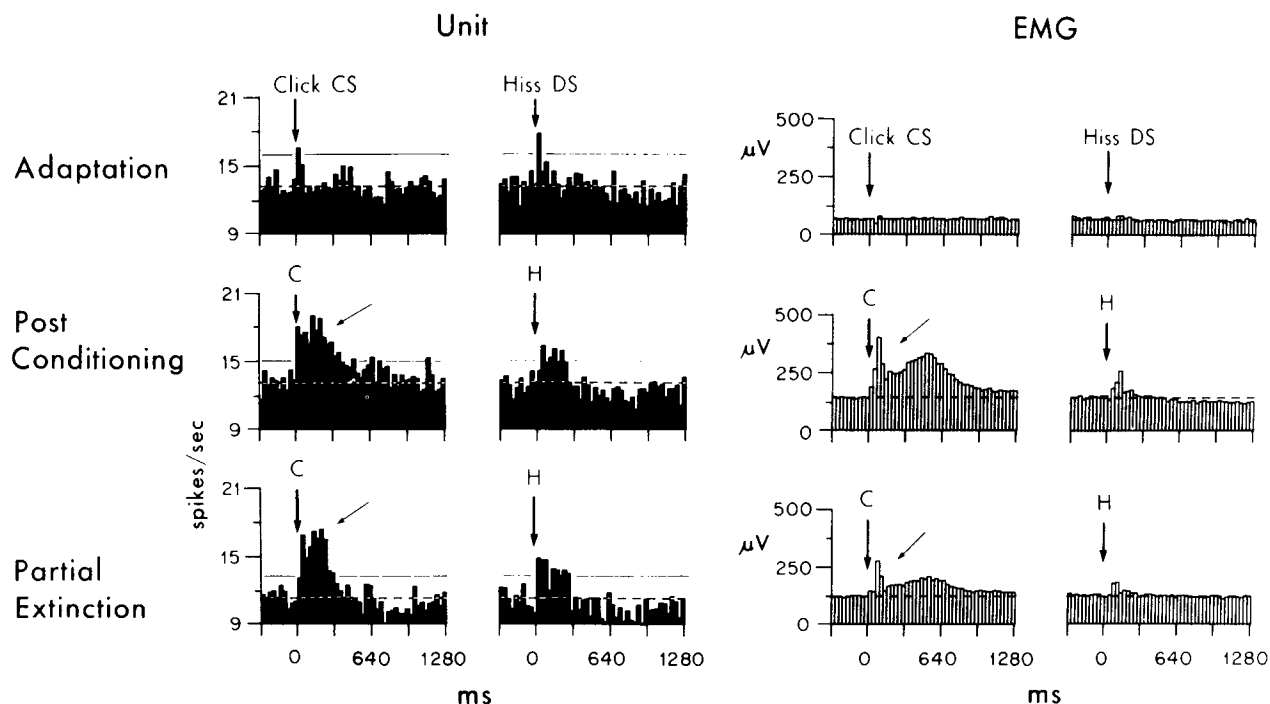 Unit
EMG
Adaptation
Click CS
Hiss DS
21
15
9
Click CS
Hiss DS
μV
500
250
0
Post
Conditioning
C
H
21
15
9
C
H
μV
500
250
0
Partial
Extinction
spikes/sec
C
H
21
15
9
C
H
μV
500
250
0
0 640 1280
0 640 1280
0 640 1280
0 640 1280
ms
ms